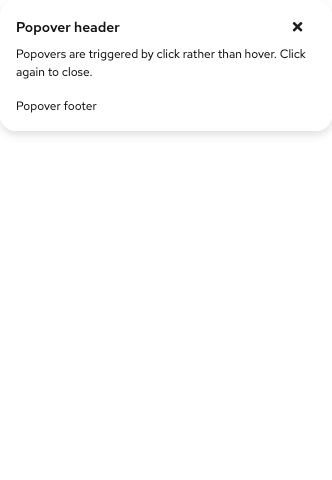 Popover header
Popovers are triggered by click rather than hover. Click
again to close.
Popover footer